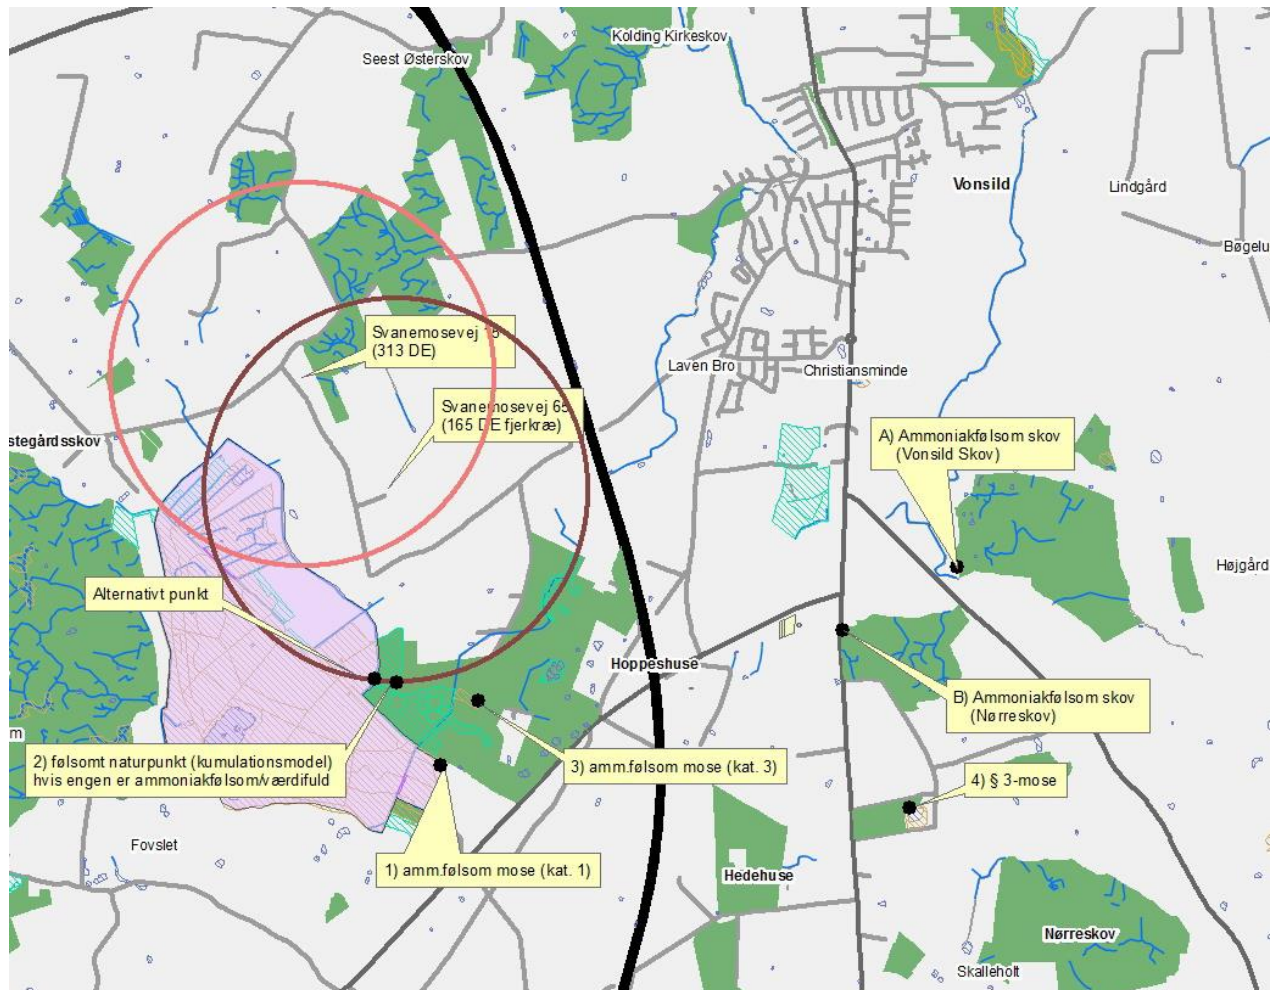 Kolding Kirkeskov
Seest Østerskov
Vonsild
Lindgård
Bøgelu
Svanemosevej 15
(313 DE)
Laven Bro
Christiansminde
Svanemosevej 65
(165 DE fjerkræ)
stegårdsskov
A) Ammoniakfølsom skov
(Vonsild Skov)
Højgård
Alternativt punkt
Hoppeshuse
B) Ammoniakfølsom skov
(Nørreskov)
m
2) følsomt naturpunkt (kumulationsmodel)
hvis engen er ammoniakfølsom/værdifuld
3) amm.følsom mose (kat. 3)
4) § 3-mose
Fovslet
1) amm.følsom mose (kat. 1)
Hedehuse
Nørreskov
Skalleholt